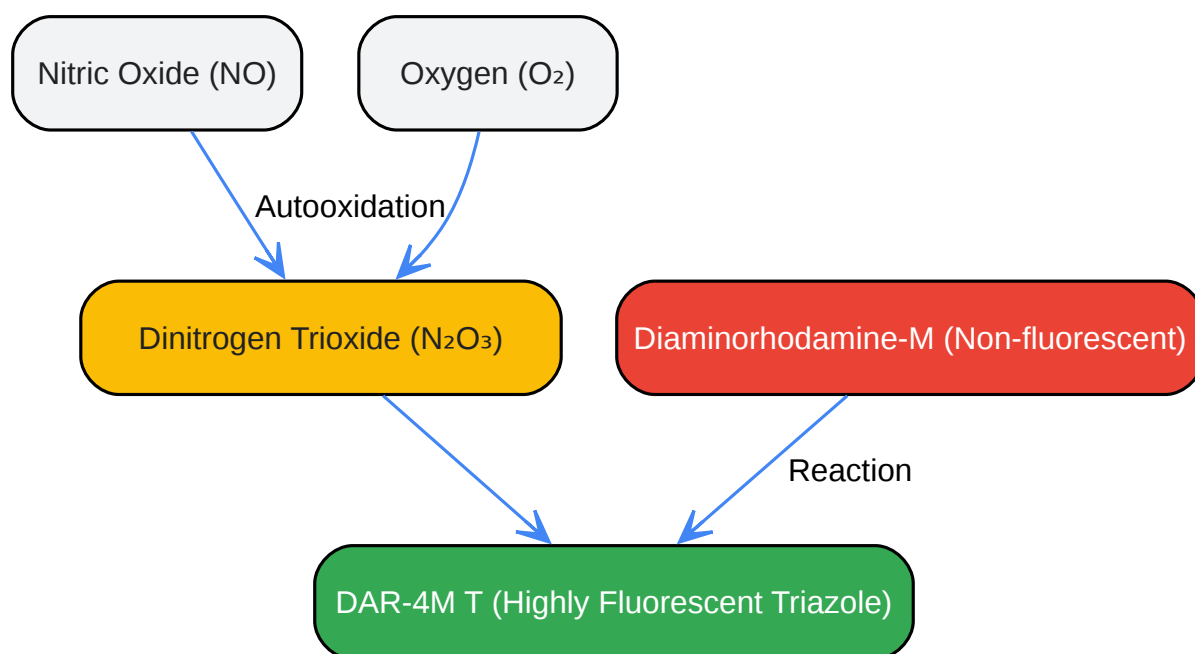 Nitric Oxide (NO)
Oxygen (O₂)
Autooxidation
Dinitrogen Trioxide (N₂O₃)
Diaminorhodamine-M (Non-fluorescent)
Reaction
DAR-4M T (Highly Fluorescent Triazole)